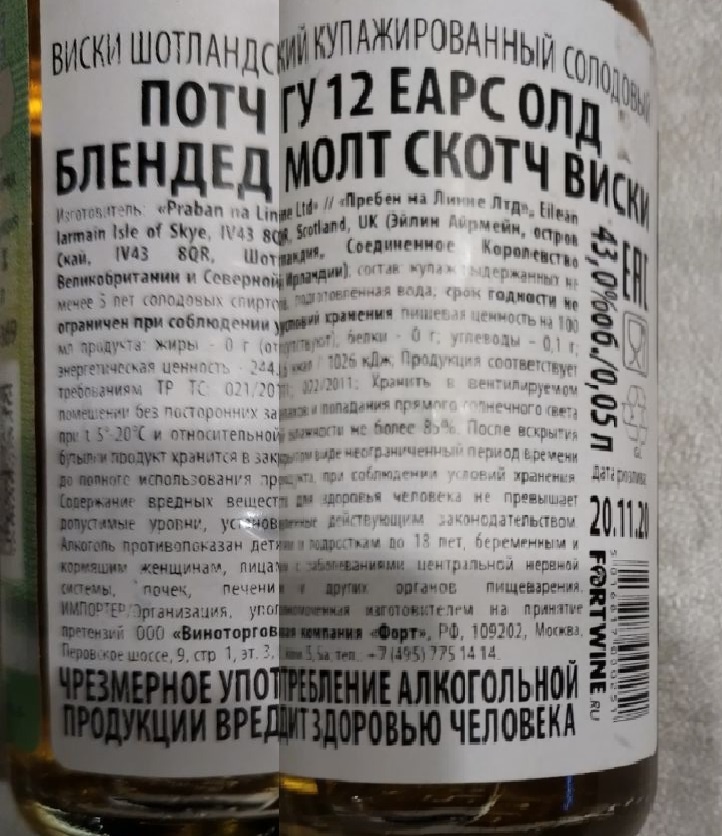 ВИСКИ ШОТЛАНДСКИЙ КУПАЖИРОВАННЫЙ СОЛОДОВЫЙ
ПОТЧ ГУ 12 ЕАРС ОЛД
БЛЕНДЕД МОЛТ СКОТЧ ВИСКИ
Изготовитель: «Praban na Linne Ltd» // «Пребен на Линне Лтд», Eilean
Iarmain Isle of Skye, IV43 8QR, Scotland, UK (Эйлин Айрмейн, остров
Скай, IV43 8QR, Шотландия, Соединенное Королевство
Великобритании и Северной Ирландии); состав: купаж выдержанных не
менее 3 лет солодовых спиртов, подготовленная вода, срок годности не
ограничен при соблюдении условий хранения пищевая ценность на 100
мл продукта: жиры - 0 г (отсутствуют), белки - 0 г; углеводы - 0,1 г;
энергетическая ценность - 244, ккал / 1026 кДж; Продукция соответствует
требованиям ТР ТС 021/2011; 022/2011; Хранить в вентилируемом
помещении без посторонних запахов и попадания прямого солнечного света
при t 5°-20°С и относительной влажности не более 85%. После вскрытия
бутылки продукт хранится в закрытом виде неограниченный период времени
до полного использования продукта, при соблюдении условий хранения
Содержание вредных веществ для здоровья человека не превышает
допустимые уровни, установленные действующим законодательством.
Алкоголь противопоказан детям и подросткам до 18 лет, беременным и
кормящим женщинам, лицам с заболеваниями центральной нервной
системы, почек, печени и других органов пищеварения.
ИМПОРТЕР/Организация, уполномоченная изготовителем на принятие
претензий ООО «Виноторговая компания «Форт», РФ, 109202, Москва,
Перовское шоссе, 9, стр. 1, эт. 3, ком 3,5а, тел.: +7 (495) 775 14 14.
ЧРЕЗМЕРНОЕ УПОТРЕБЛЕНИЕ АЛКОГОЛЬНОЙ
ПРОДУКЦИИ ВРЕДИТ ЗДОРОВЬЮ ЧЕЛОВЕКА
43,0%об./0,05 л
EAC
Дата розлива
20.11.20
FORTWINE.RU